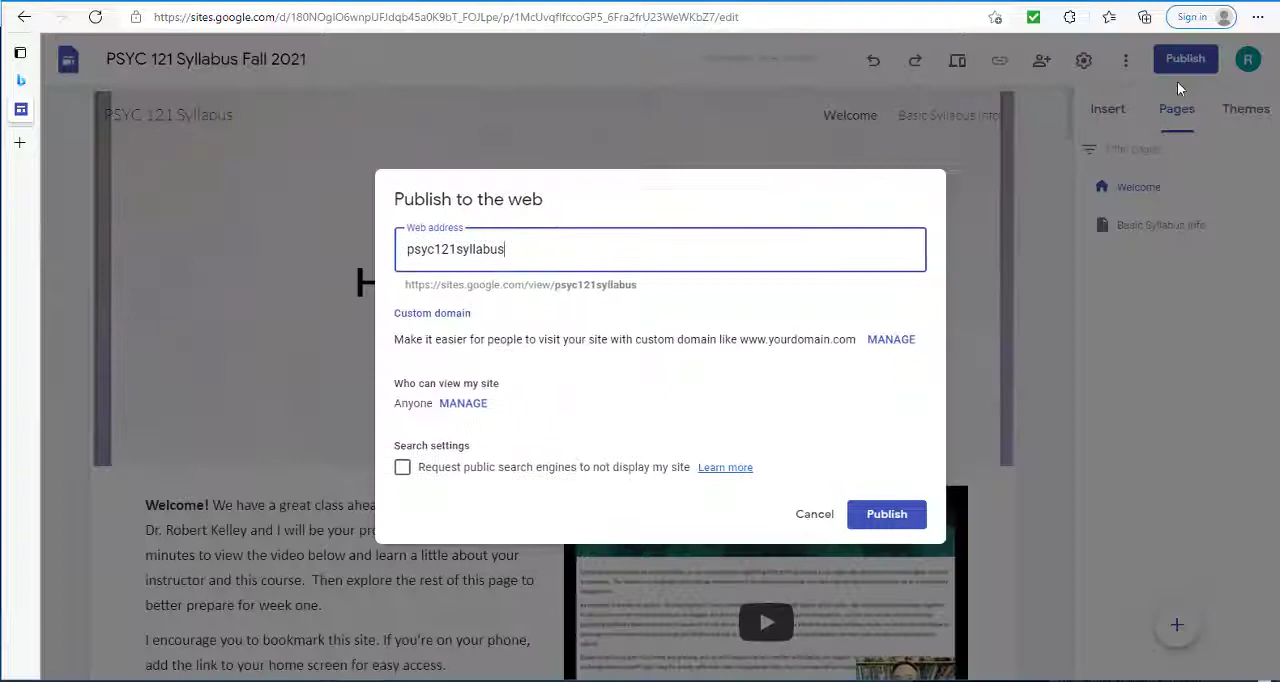 https://sites.google.com/d/180NOgIO6wnpUFJdqb45a0K9bT_FOJLpe/p/1McUvqflfccoGP5_6Fra2frU23WeWKbZ7/edit
Sign in
PSYC 121 Syllabus Fall 2021
Publish
R
PSYC 121 Syllabus
Welcome
Basic Syllabus Info
Insert
Pages
Themes
Filter pages
Welcome
Basic Syllabus Info
Publish to the web
Web address
psyc121syllabus
https://sites.google.com/view/psyc121syllabus
Custom domain
Make it easier for people to visit your site with custom domain like www.yourdomain.com MANAGE
Who can view my site
Anyone MANAGE
Search settings
Request public search engines to not display my site Learn more
Cancel Publish
H
Welcome! We have a great class ahea
Dr. Robert Kelley and I will be your pro
minutes to view the video below and learn a little about your
instructor and this course. Then explore the rest of this page to
better prepare for week one.
I encourage you to bookmark this site. If you're on your phone,
add the link to your home screen for easy access.